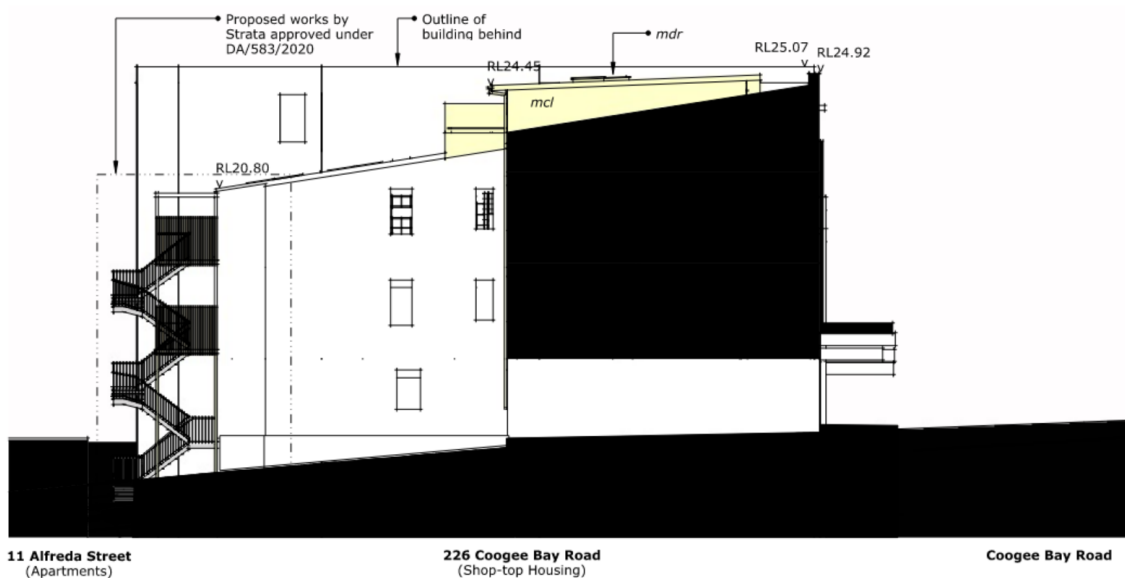 Proposed works by
Strata approved under
DA/583/2020
Outline of
building behind
mdr
RL25.07
RL24.92
RL24.45
mcl
RL20.80
11 Alfreda Street
(Apartments)
226 Coogee Bay Road
(Shop-top Housing)
Coogee Bay Road